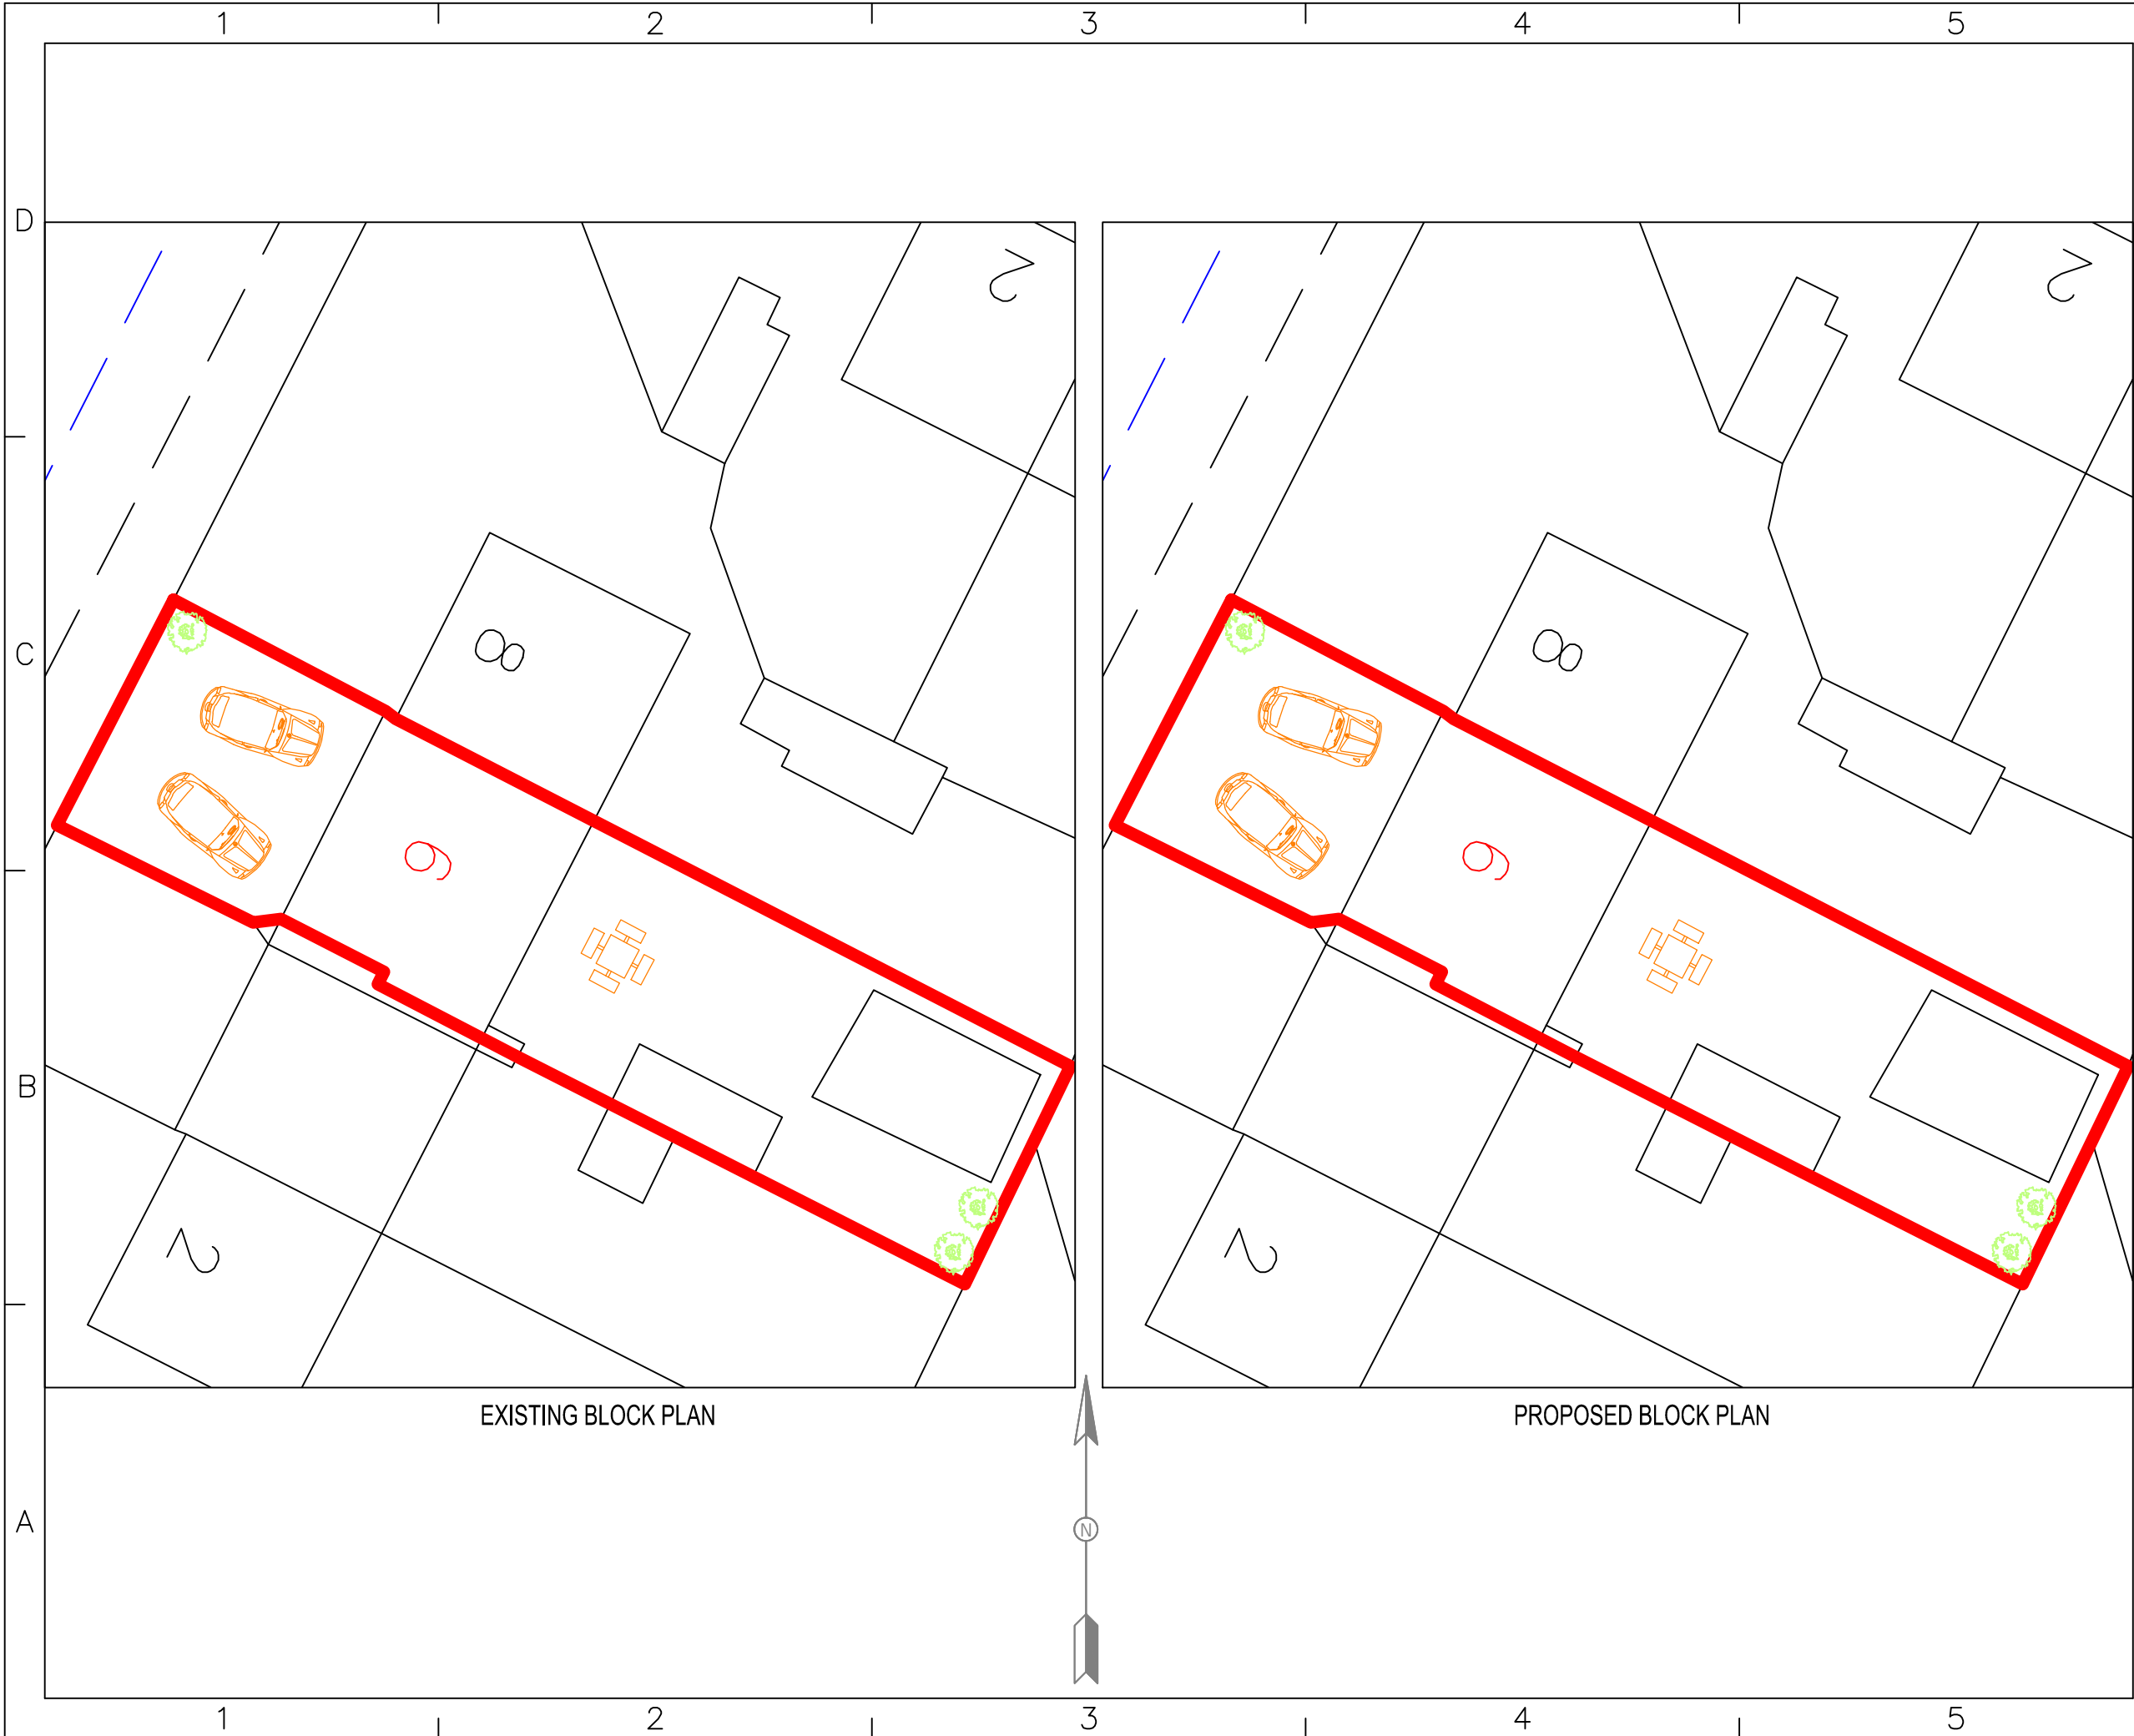 1 2 3 4 5
D
2 2
8 8
C
6 6
B
2 2
EXISTING BLOCK PLAN PROPOSED BLOCK PLAN
A N
1 2 3 4 5